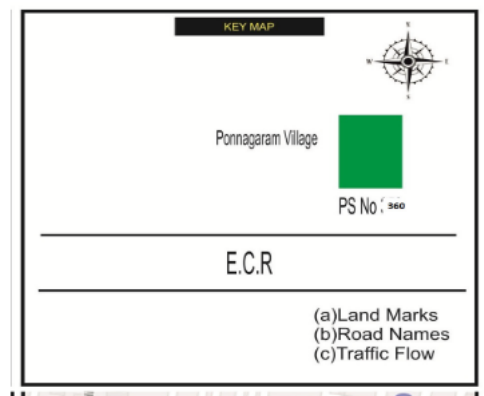 KEY MAP
N
W E
S
Ponnagaram Village
PS No 360
E.C.R
(a)Land Marks
(b)Road Names
(c)Traffic Flow